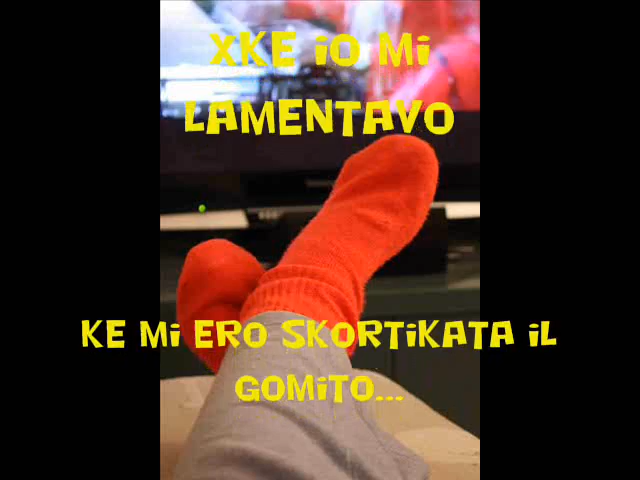 XKE iO Mi
LAMENTAVO
KE Mi ERO SKORTiKATA iL
GOMiTO...